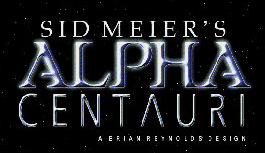 SID MEIER'S
ALPHA
CENTAURI
A BRIAN REYNOLDS DESIGN